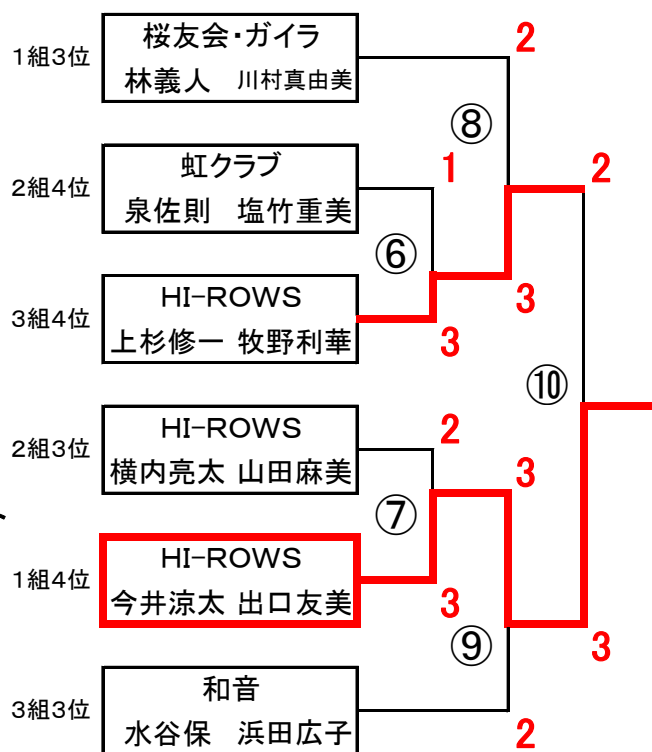 1組3位
桜友会・ガイラ
林義人 川村真由美
2
⑧
2組4位
虹クラブ
泉佐則 塩竹重美
1
2
⑥
3組4位
HI-ROWS
上杉修一 牧野利華
3
3
⑩
2組3位
HI-ROWS
横内亮太 山田麻美
2
3
⑦
1組4位
HI-ROWS
今井涼太 出口友美
3
⑨
3
3組3位
和音
水谷保 浜田広子
2